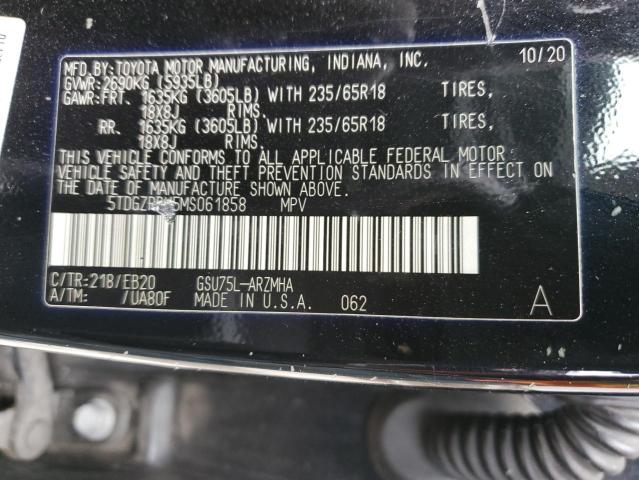 MFD.BY:TOYOTA MOTOR MANUFACTURING, INDIANA, INC. 10/20
GVWR:2690KG (5935LB)
GAWR:FRT. 1635KG (3605LB) WITH 235/65R18 TIRES,
18X8J RIMS.
RR. 1635KG (3605LB) WITH 235/65R18 TIRES,
18X8J RIMS.
THIS VEHICLE CONFORMS TO ALL APPLICABLE FEDERAL MOTOR
VEHICLE SAFETY AND THEFT PREVENTION STANDARDS IN EFFECT ON
THE DATE OF MANUFACTURE SHOWN ABOVE.
MPV
C/TR:218/EB20 GSU75L-ARZMHA
A/TM: /UA80F MADE IN U.S.A. 062 A